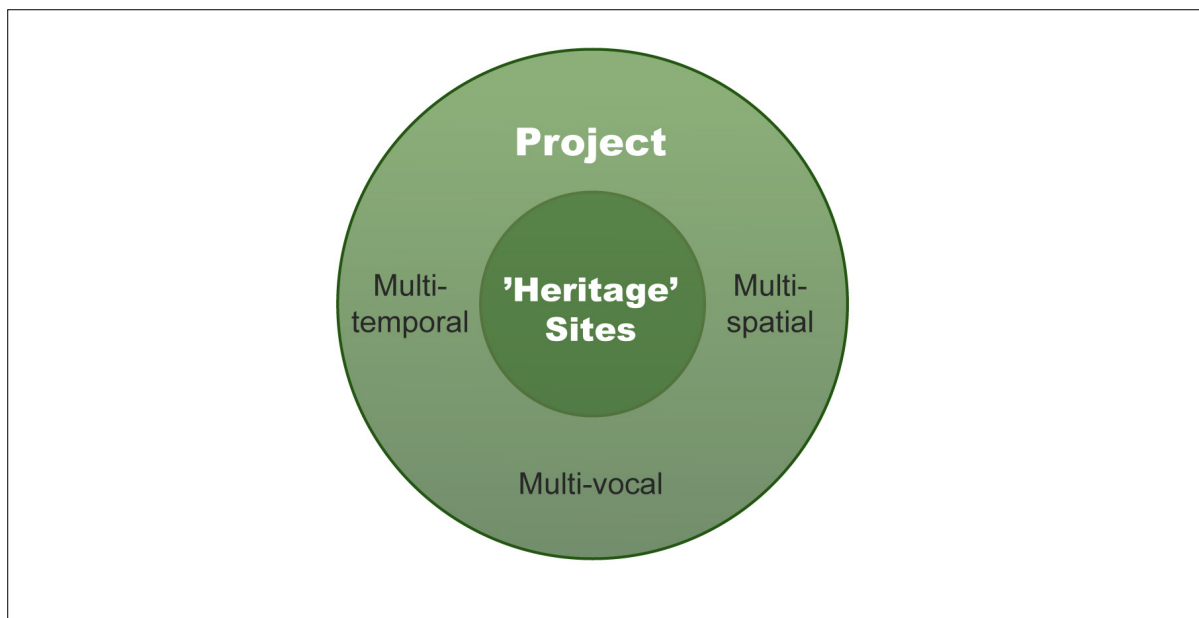 Project
Multi-
temporal
’Heritage’
Sites
Multi-
spatial
Multi-vocal